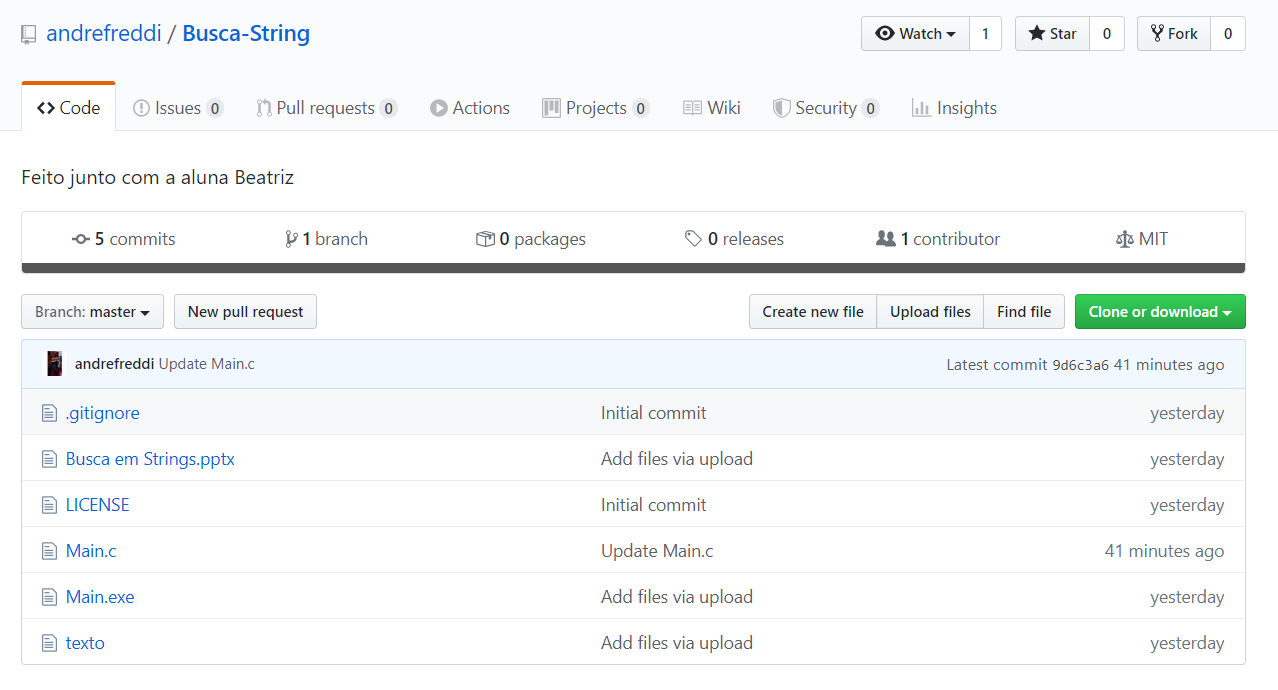 andrefreddi / Busca-String Watch 1 Star 0 Fork 0
Code Issues 0 Pull requests 0 Actions Projects 0 Wiki Security 0 Insights
Feito junto com a aluna Beatriz
5 commits 1 branch 0 packages 0 releases 1 contributor MIT
Branch: master New pull request Create new file Upload files Find file Clone or download
andrefreddi Update Main.c Latest commit 9d6c3a6 41 minutes ago
.gitignore Initial commit yesterday
Busca em Strings.pptx Add files via upload yesterday
LICENSE Initial commit yesterday
Main.c Update Main.c 41 minutes ago
Main.exe Add files via upload yesterday
texto Add files via upload yesterday